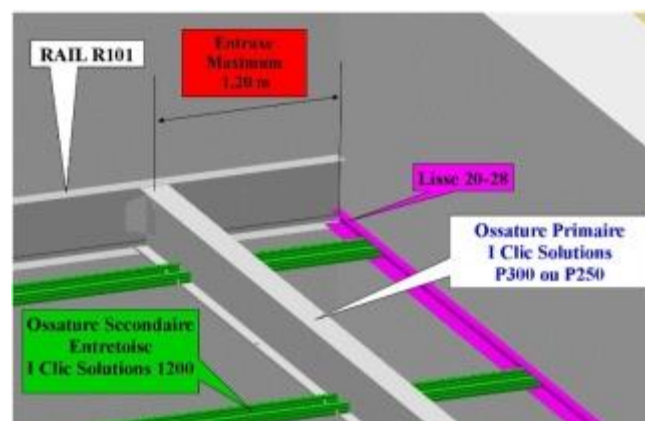 RAIL R101
Entraxe
Maximum
1.20 m
Lisse 20-28
Ossature Primaire
I Clic Solutions
P300 ou P250
Ossature Secondaire
Entretoise
I Clic Solutions 1200